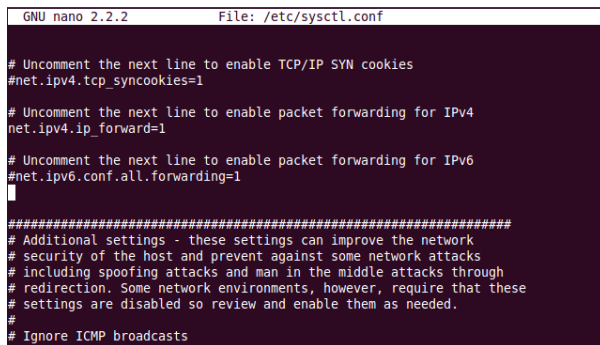 GNU nano 2.2.2 File: /etc/sysctl.conf
# Uncomment the next line to enable TCP/IP SYN cookies
#net.ipv4.tcp_syncookies=1
# Uncomment the next line to enable packet forwarding for IPv4
net.ipv4.ip_forward=1
# Uncomment the next line to enable packet forwarding for IPv6
#net.ipv6.conf.all.forwarding=1
###################################################################
# Additional settings - these settings can improve the network
# security of the host and prevent against some network attacks
# including spoofing attacks and man in the middle attacks through
# redirection. Some network environments, however, require that these
# settings are disabled so review and enable them as needed.
#
# Ignore ICMP broadcasts